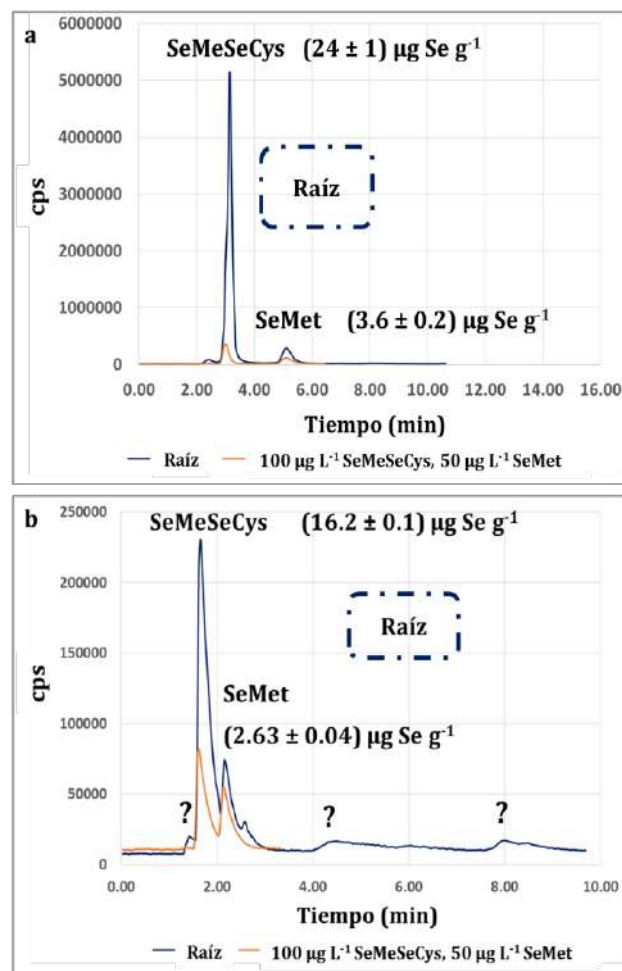 a
SeMeSeCys (24 ± 1) µg Se g⁻¹
6000000
5000000
4000000
3000000
2000000
1000000
0
cps
Raíz
SeMet (3.6 ± 0.2) µg Se g⁻¹
0.00 2.00 4.00 6.00 8.00 10.00 12.00 14.00 16.00
Tiempo (min)
Raíz 100 µg L⁻¹ SeMeSeCys, 50 µg L⁻¹ SeMet
b
SeMeSeCys (16.2 ± 0.1) µg Se g⁻¹
250000
200000
150000
100000
50000
0
cps
Raíz
SeMet
(2.63 ± 0.04) µg Se g⁻¹
? ? ?
0.00 2.00 4.00 6.00 8.00 10.00
Tiempo (min)
Raíz 100 µg L⁻¹ SeMeSeCys, 50 µg L⁻¹ SeMet